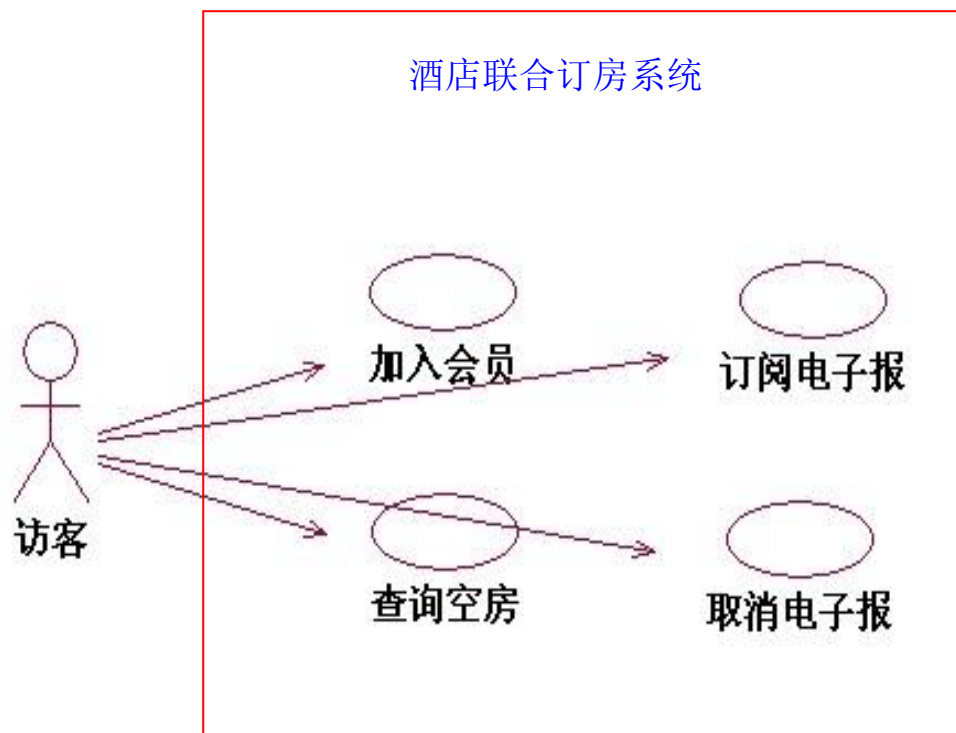 酒店联合订房系统
加入会员
订阅电子报
访客
查询空房
取消电子报